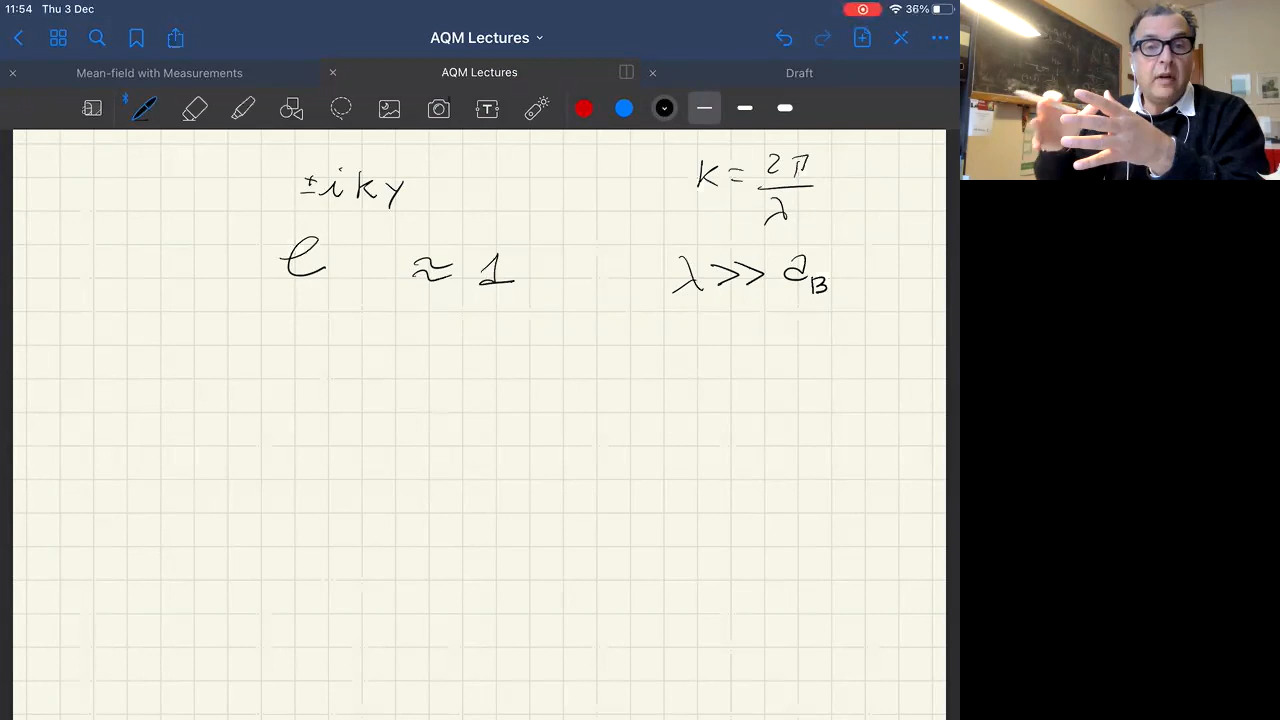 11:54 Thu 3 Dec 36%
AQM Lectures
Mean-field with Measurements AQM Lectures Draft
e^{±iky} ≈ 1
k = 2π/λ
λ >> a_B